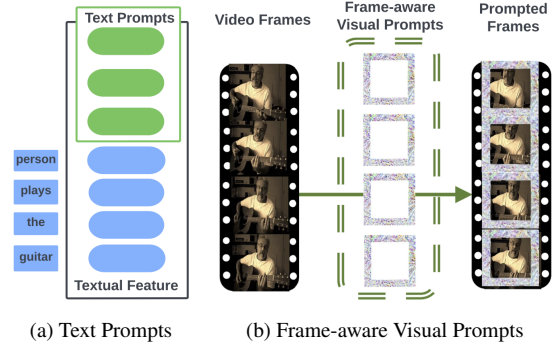 Text Prompts
person
plays
the
guitar
Textual Feature
(a) Text Prompts
Video Frames
Frame-aware
Visual Prompts
Prompted
Frames
(b) Frame-aware Visual Prompts